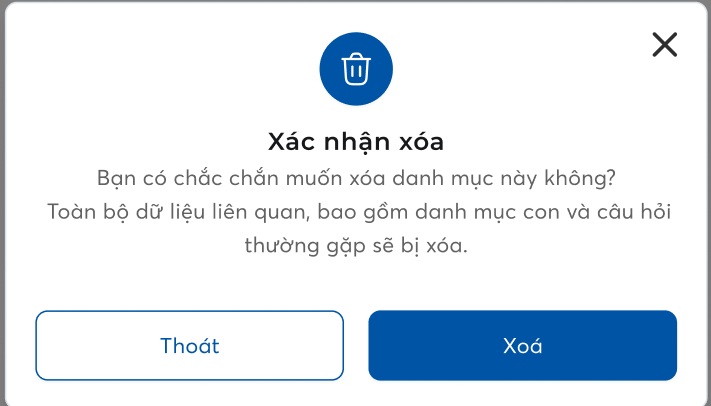 Xác nhận xóa
Bạn có chắc chắn muốn xóa danh mục này không?
Toàn bộ dữ liệu liên quan, bao gồm danh mục con và câu hỏi
thường gặp sẽ bị xóa.
Thoát
Xoá